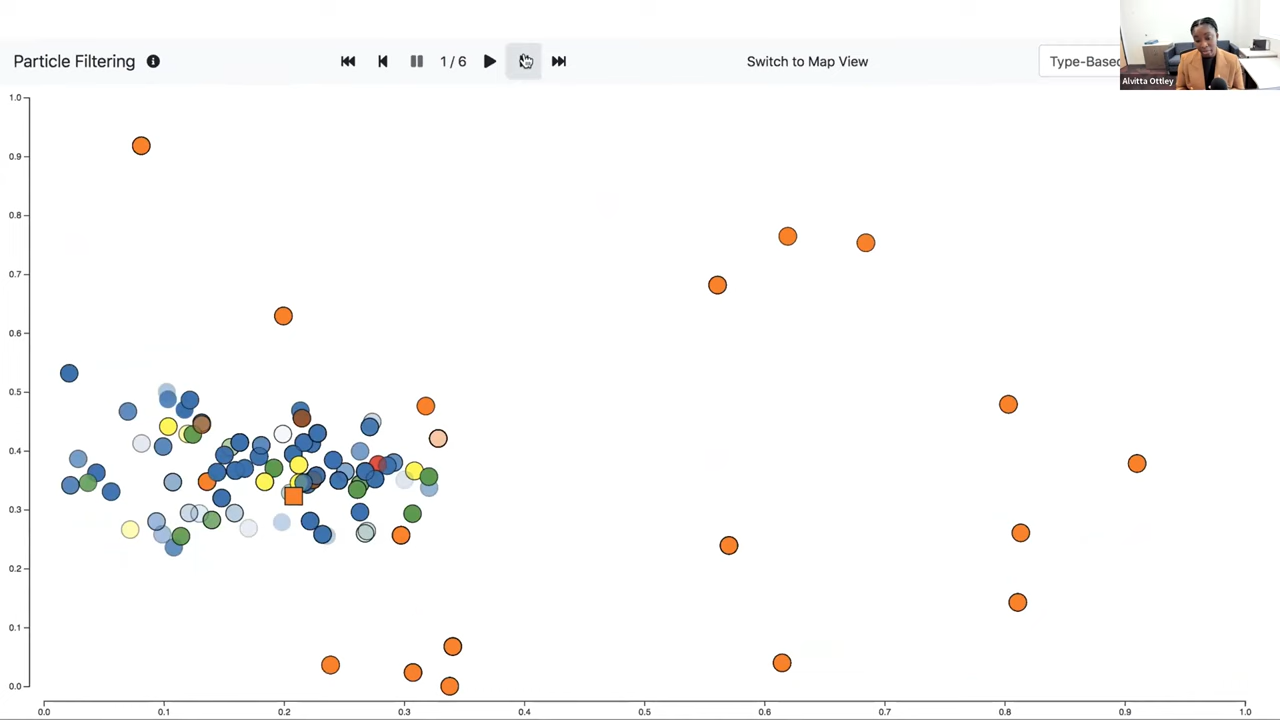 Particle Filtering
1 / 6
Switch to Map View
Type-Based
Alvitta Ottley
1.0
0.9
0.8
0.7
0.6
0.5
0.4
0.3
0.2
0.1
0.0
0.0 0.1 0.2 0.3 0.4 0.5 0.6 0.7 0.8 0.9 1.0